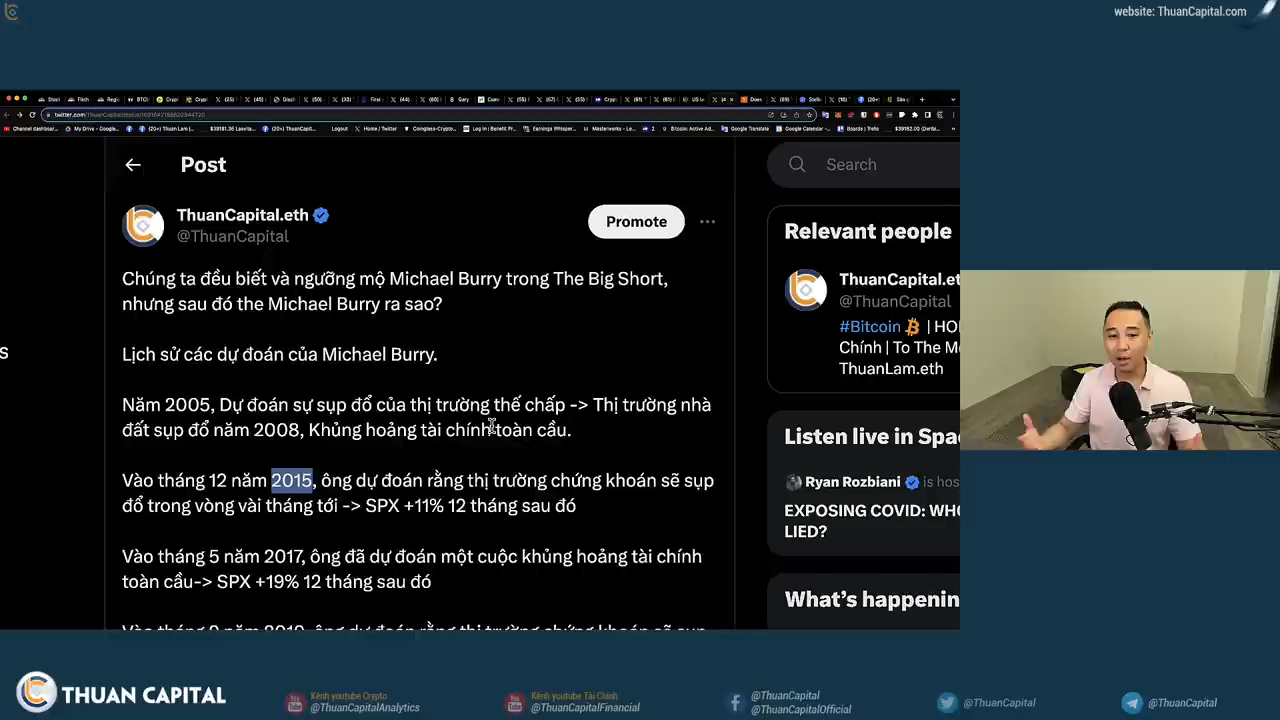 website: ThuanCapital.com
Post
Search
ThuanCapital.eth
@ThuanCapital
Promote
Chúng ta đều biết và ngưỡng mộ Michael Burry trong The Big Short,
nhưng sau đó the Michael Burry ra sao?
Lịch sử các dự đoán của Michael Burry.
Năm 2005, Dự đoán sự sụp đổ của thị trường thế chấp -> Thị trường nhà
đất sụp đổ năm 2008, Khủng hoảng tài chính toàn cầu.
Vào tháng 12 năm 2015, ông dự đoán rằng thị trường chứng khoán sẽ sụp
đổ trong vòng vài tháng tới -> SPX +11% 12 tháng sau đó
Vào tháng 5 năm 2017, ông đã dự đoán một cuộc khủng hoảng tài chính
toàn cầu-> SPX +19% 12 tháng sau đó
Relevant people
ThuanCapital.et
@ThuanCapital
#Bitcoin | HO
Chính | To The M
ThuanLam.eth
Listen live in Spa
Ryan Rozbiani is hos
EXPOSING COVID: WH
LIED?
What's happenin
s
THUAN CAPITAL
Kênh youtube Crypto
@ThuanCapitalAnalytics
Kênh youtube Tài Chính
@ThuanCapitalFinancial
@ThuanCapital
@ThuanCapitalOfficial
@ThuanCapital
@ThuanCapital